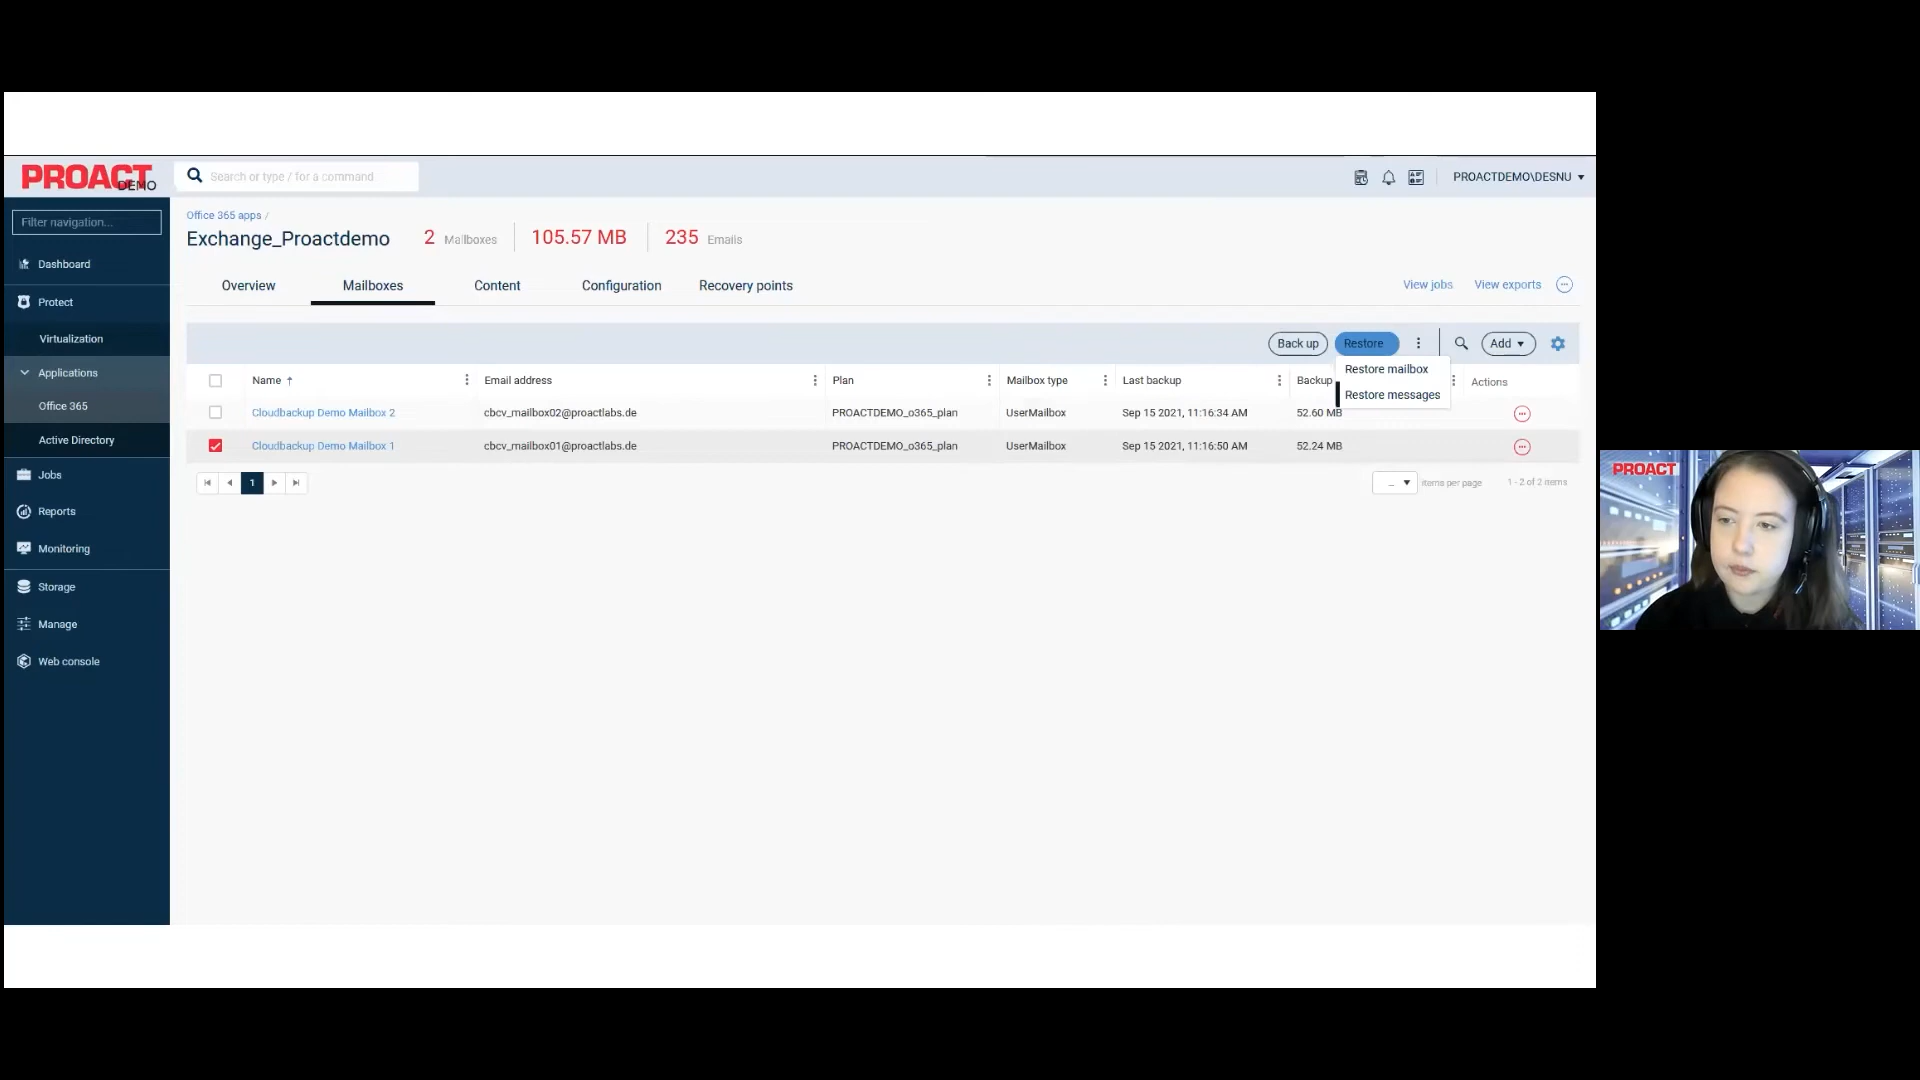 PROACT
DEMO
Search or type / for a command
PROACTDEMO\DESNU
Filter navigation...
Dashboard
Protect
Virtualization
Applications
Office 365
Active Directory
Jobs
Reports
Monitoring
Storage
Manage
Web console
Office 365 apps /
Exchange_Proactdemo 2 Mailboxes 105.57 MB 235 Emails
Overview Mailboxes Content Configuration Recovery points View jobs View exports
Back up Restore Add
Restore mailbox
Restore messages
Name Email address Plan Mailbox type Last backup Backup Actions
Cloudbackup Demo Mailbox 2 cbcv_mailbox02@proactlabs.de PROACTDEMO_o365_plan UserMailbox Sep 15 2021, 11:16:34 AM 52.60 MB
Cloudbackup Demo Mailbox 1 cbcv_mailbox01@proactlabs.de PROACTDEMO_o365_plan UserMailbox Sep 15 2021, 11:16:50 AM 52.24 MB
1 ... items per page 1 - 2 of 2 items
PROACT